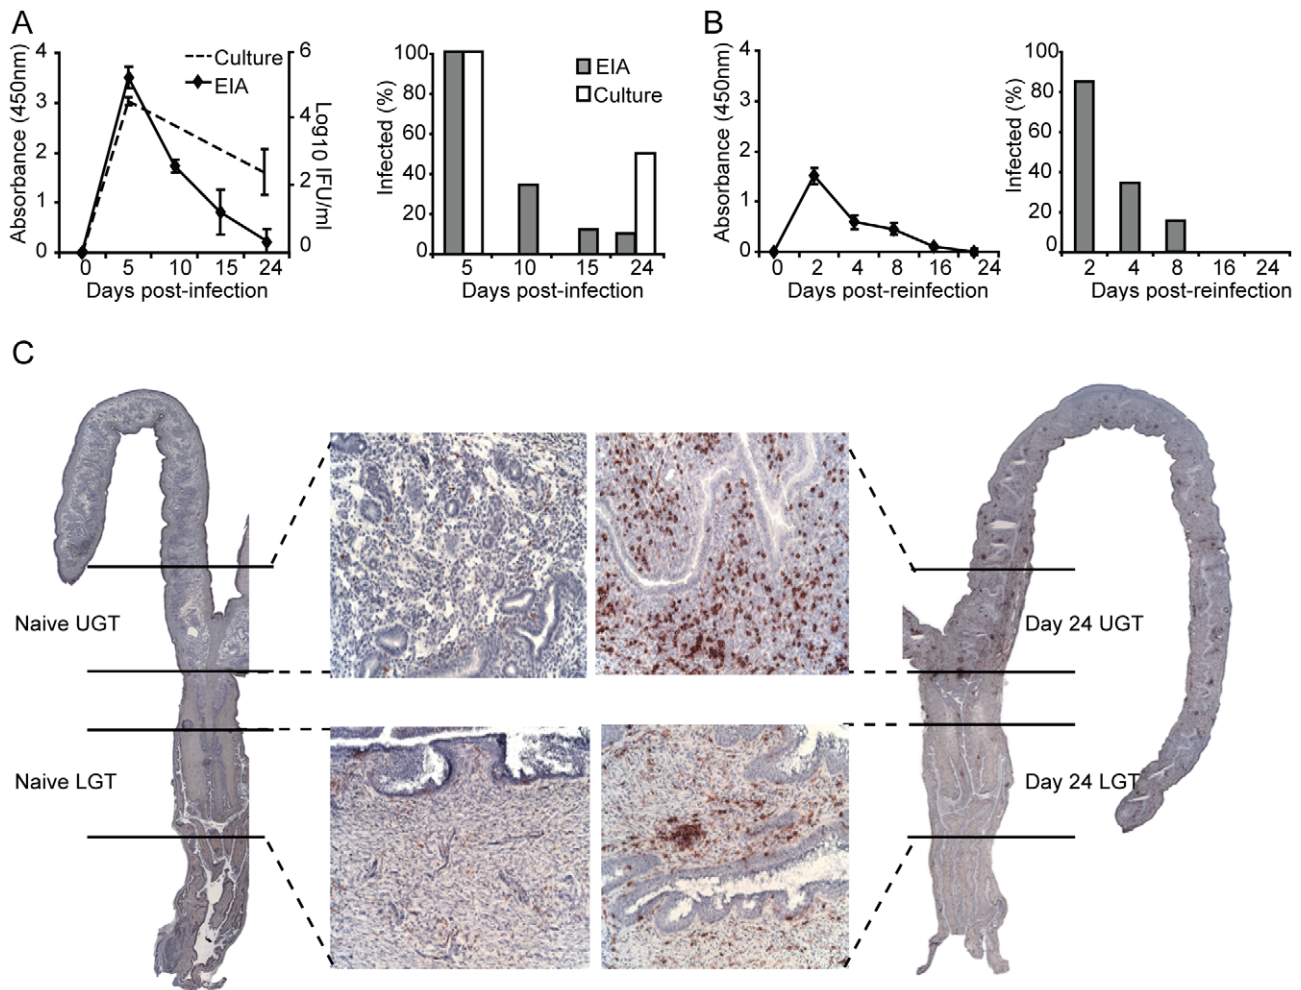 A
Absorbance (450nm)
4
3
2
1
0
Culture
EIA
6
4
2
0
Log10 IFU/ml
0 5 10 15 24
Days post-infection
Infected (%)
100
80
60
40
20
0
EIA
Culture
5 10 15 24
Days post-infection
B
Absorbance (450nm)
4
3
2
1
0
0 2 4 8 16 24
Days post-reinfection
Infected (%)
100
80
60
40
20
0
2 4 8 16 24
Days post-reinfection
C
Naive UGT
Day 24 UGT
Naive LGT
Day 24 LGT